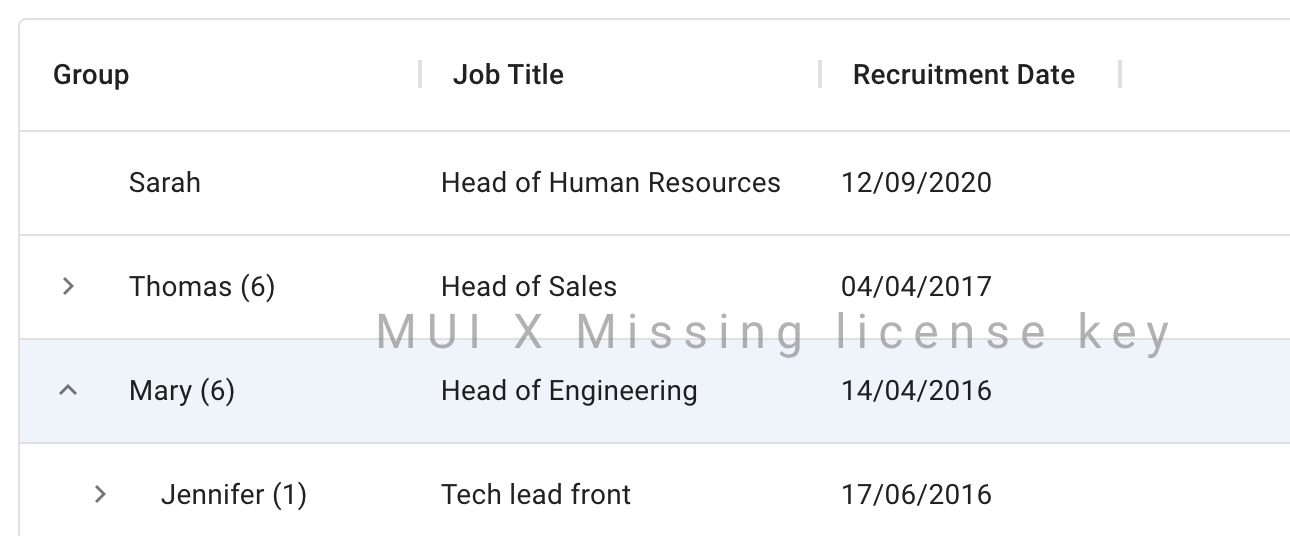 Group Job Title Recruitment Date
Sarah Head of Human Resources 12/09/2020
Thomas (6) Head of Sales 04/04/2017
MUI X Missing license key
Mary (6) Head of Engineering 14/04/2016
Jennifer (1) Tech lead front 17/06/2016